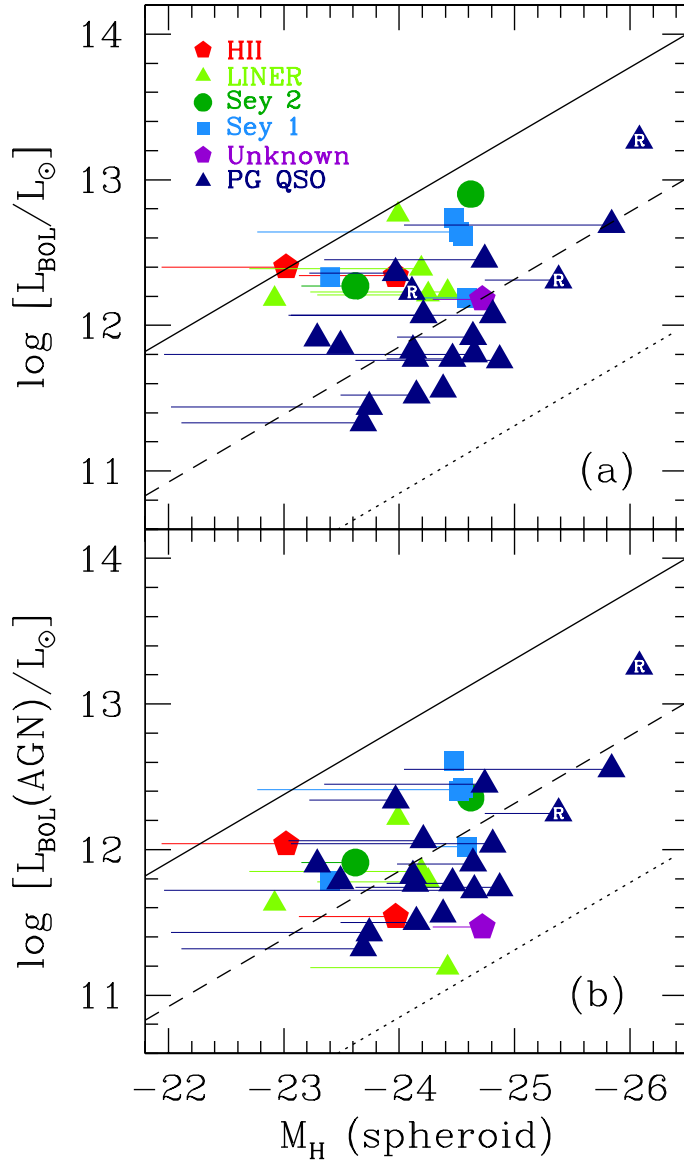 14
HII
LINER
Sey 2
Sey 1
Unknown
PG QSO
R
13
R
R
12
11
(a)
log [L_BOL/L_⊙]
14
R
13
R
12
11
(b)
log [L_BOL(AGN)/L_⊙]
−22 −23 −24 −25 −26
M_H (spheroid)